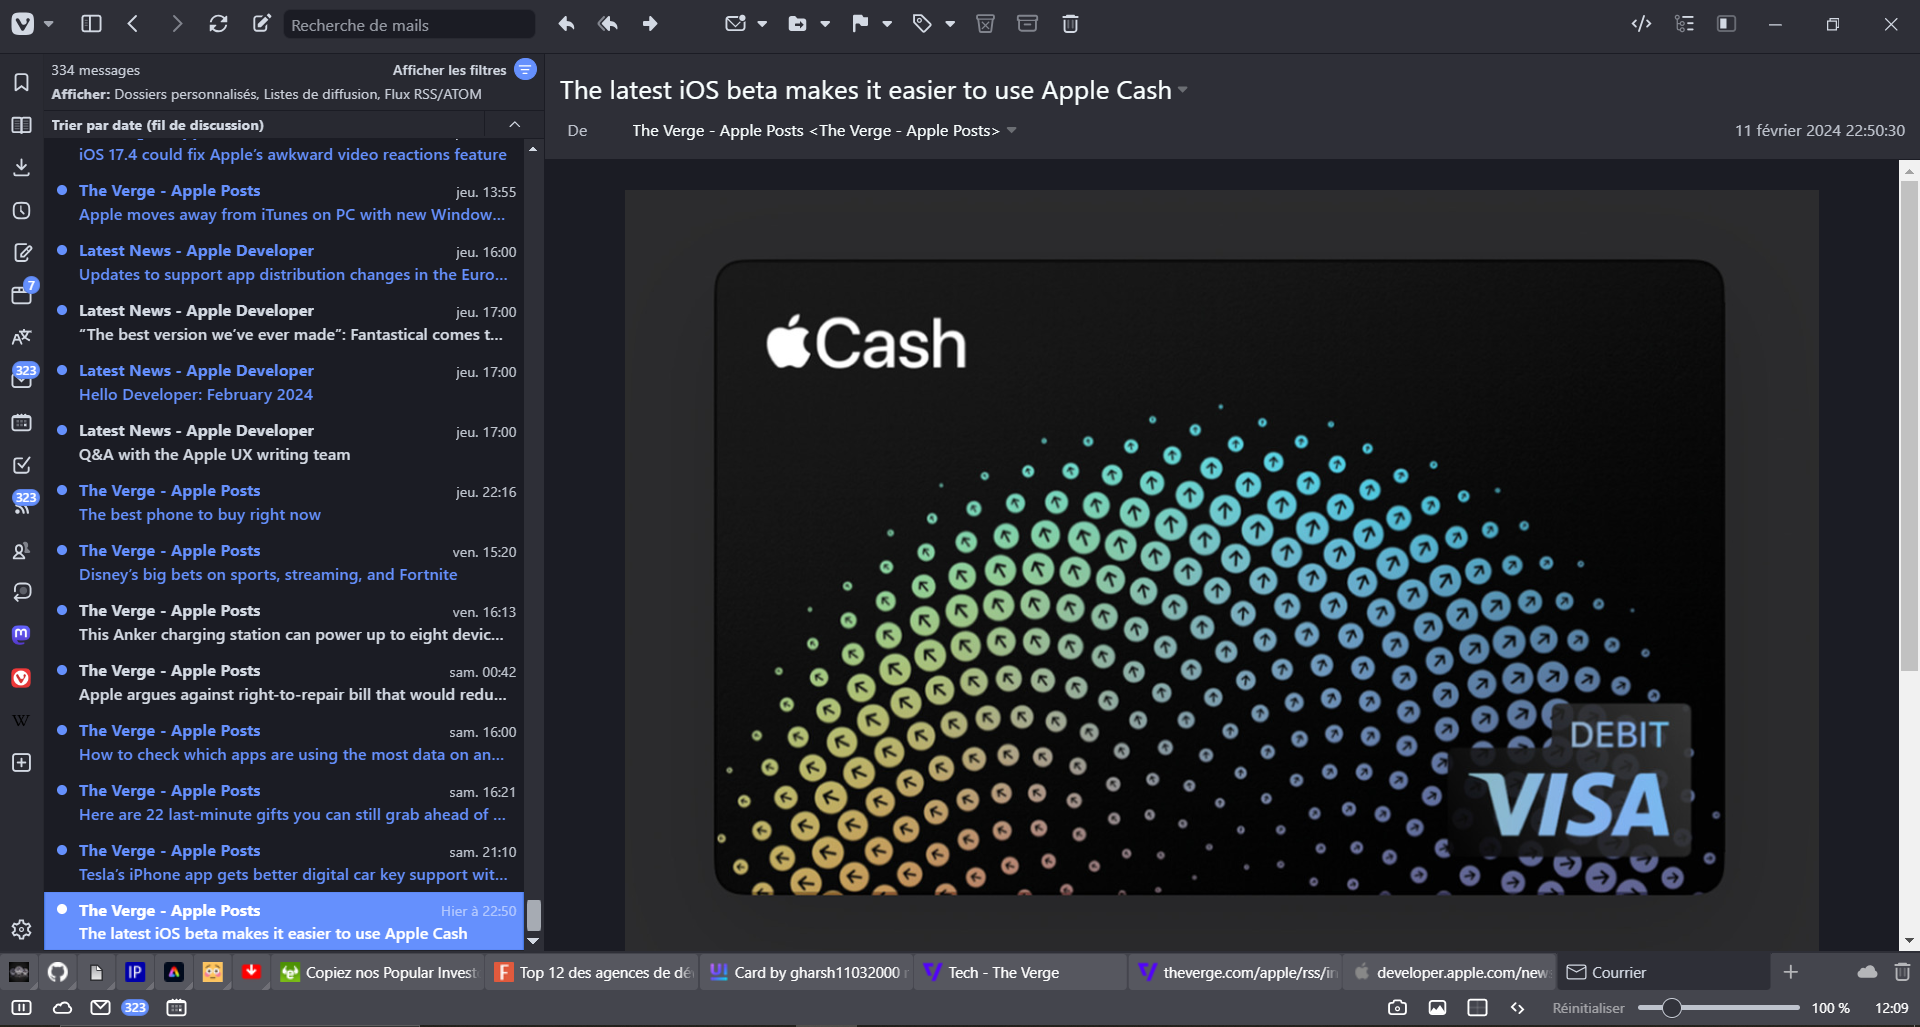 Recherche de mails
334 messages
Afficher les filtres
Afficher: Dossiers personnalisés, Listes de diffusion, Flux RSS/ATOM
Trier par date (fil de discussion)
iOS 17.4 could fix Apple's awkward video reactions feature
The Verge - Apple Posts jeu. 13:55
Apple moves away from iTunes on PC with new Window...
Latest News - Apple Developer jeu. 16:00
Updates to support app distribution changes in the Euro...
Latest News - Apple Developer jeu. 17:00
“The best version we’ve ever made”: Fantastical comes t...
Latest News - Apple Developer jeu. 17:00
Hello Developer: February 2024
Latest News - Apple Developer jeu. 17:00
Q&A with the Apple UX writing team
The Verge - Apple Posts jeu. 22:16
The best phone to buy right now
The Verge - Apple Posts ven. 15:20
Disney’s big bets on sports, streaming, and Fortnite
The Verge - Apple Posts ven. 16:13
This Anker charging station can power up to eight devic...
The Verge - Apple Posts sam. 00:42
Apple argues against right-to-repair bill that would redu...
The Verge - Apple Posts sam. 16:00
How to check which apps are using the most data on an...
The Verge - Apple Posts sam. 16:21
Here are 22 last-minute gifts you can still grab ahead of ...
The Verge - Apple Posts sam. 21:10
Tesla’s iPhone app gets better digital car key support wit...
The Verge - Apple Posts Hier à 22:50
The latest iOS beta makes it easier to use Apple Cash
7
323
323
W
The latest iOS beta makes it easier to use Apple Cash
De The Verge - Apple Posts <The Verge - Apple Posts> 11 février 2024 22:50:30
Cash
DEBIT
VISA
IP
Copiez nos Popular Invest
Top 12 des agences de dé
Card by gharsh11032000
Tech - The Verge
theverge.com/apple/rss/in
developer.apple.com/news
Courrier
323
Réinitialiser
100 %
12:09